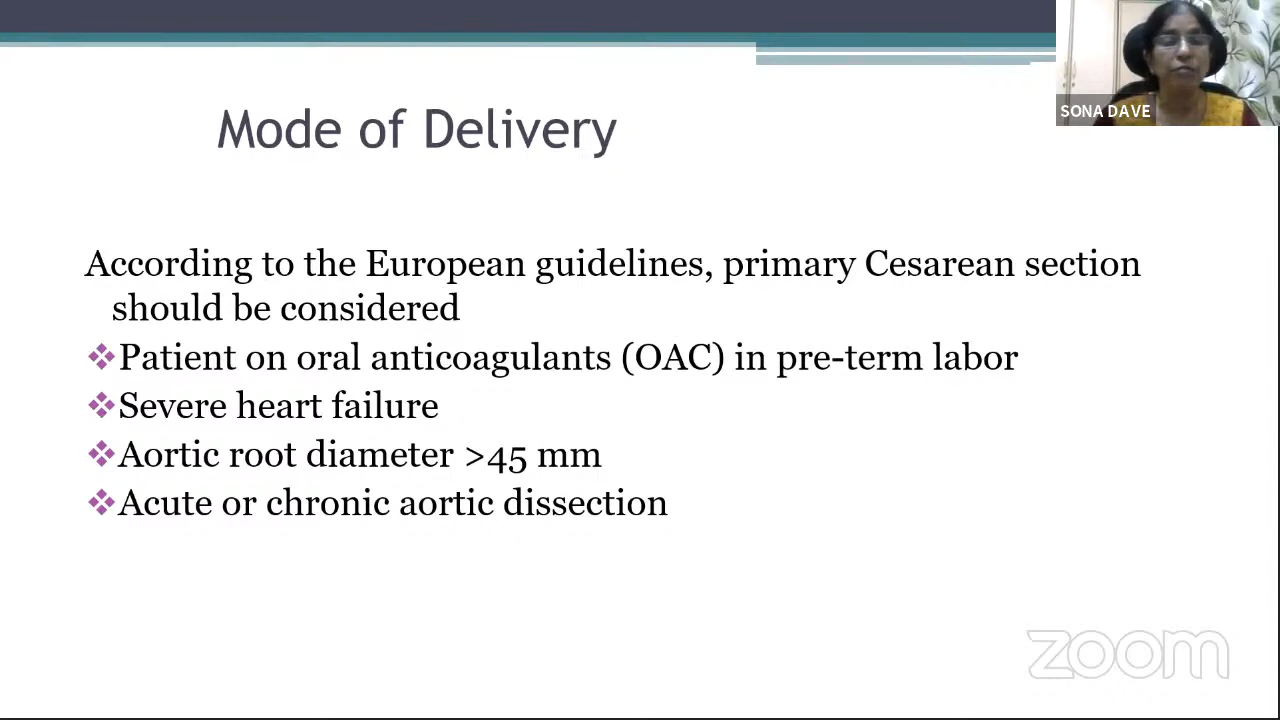 SONA DAVE
Mode of Delivery
According to the European guidelines, primary Cesarean section
should be considered
❖Patient on oral anticoagulants (OAC) in pre-term labor
❖Severe heart failure
❖Aortic root diameter >45 mm
❖Acute or chronic aortic dissection
zoom